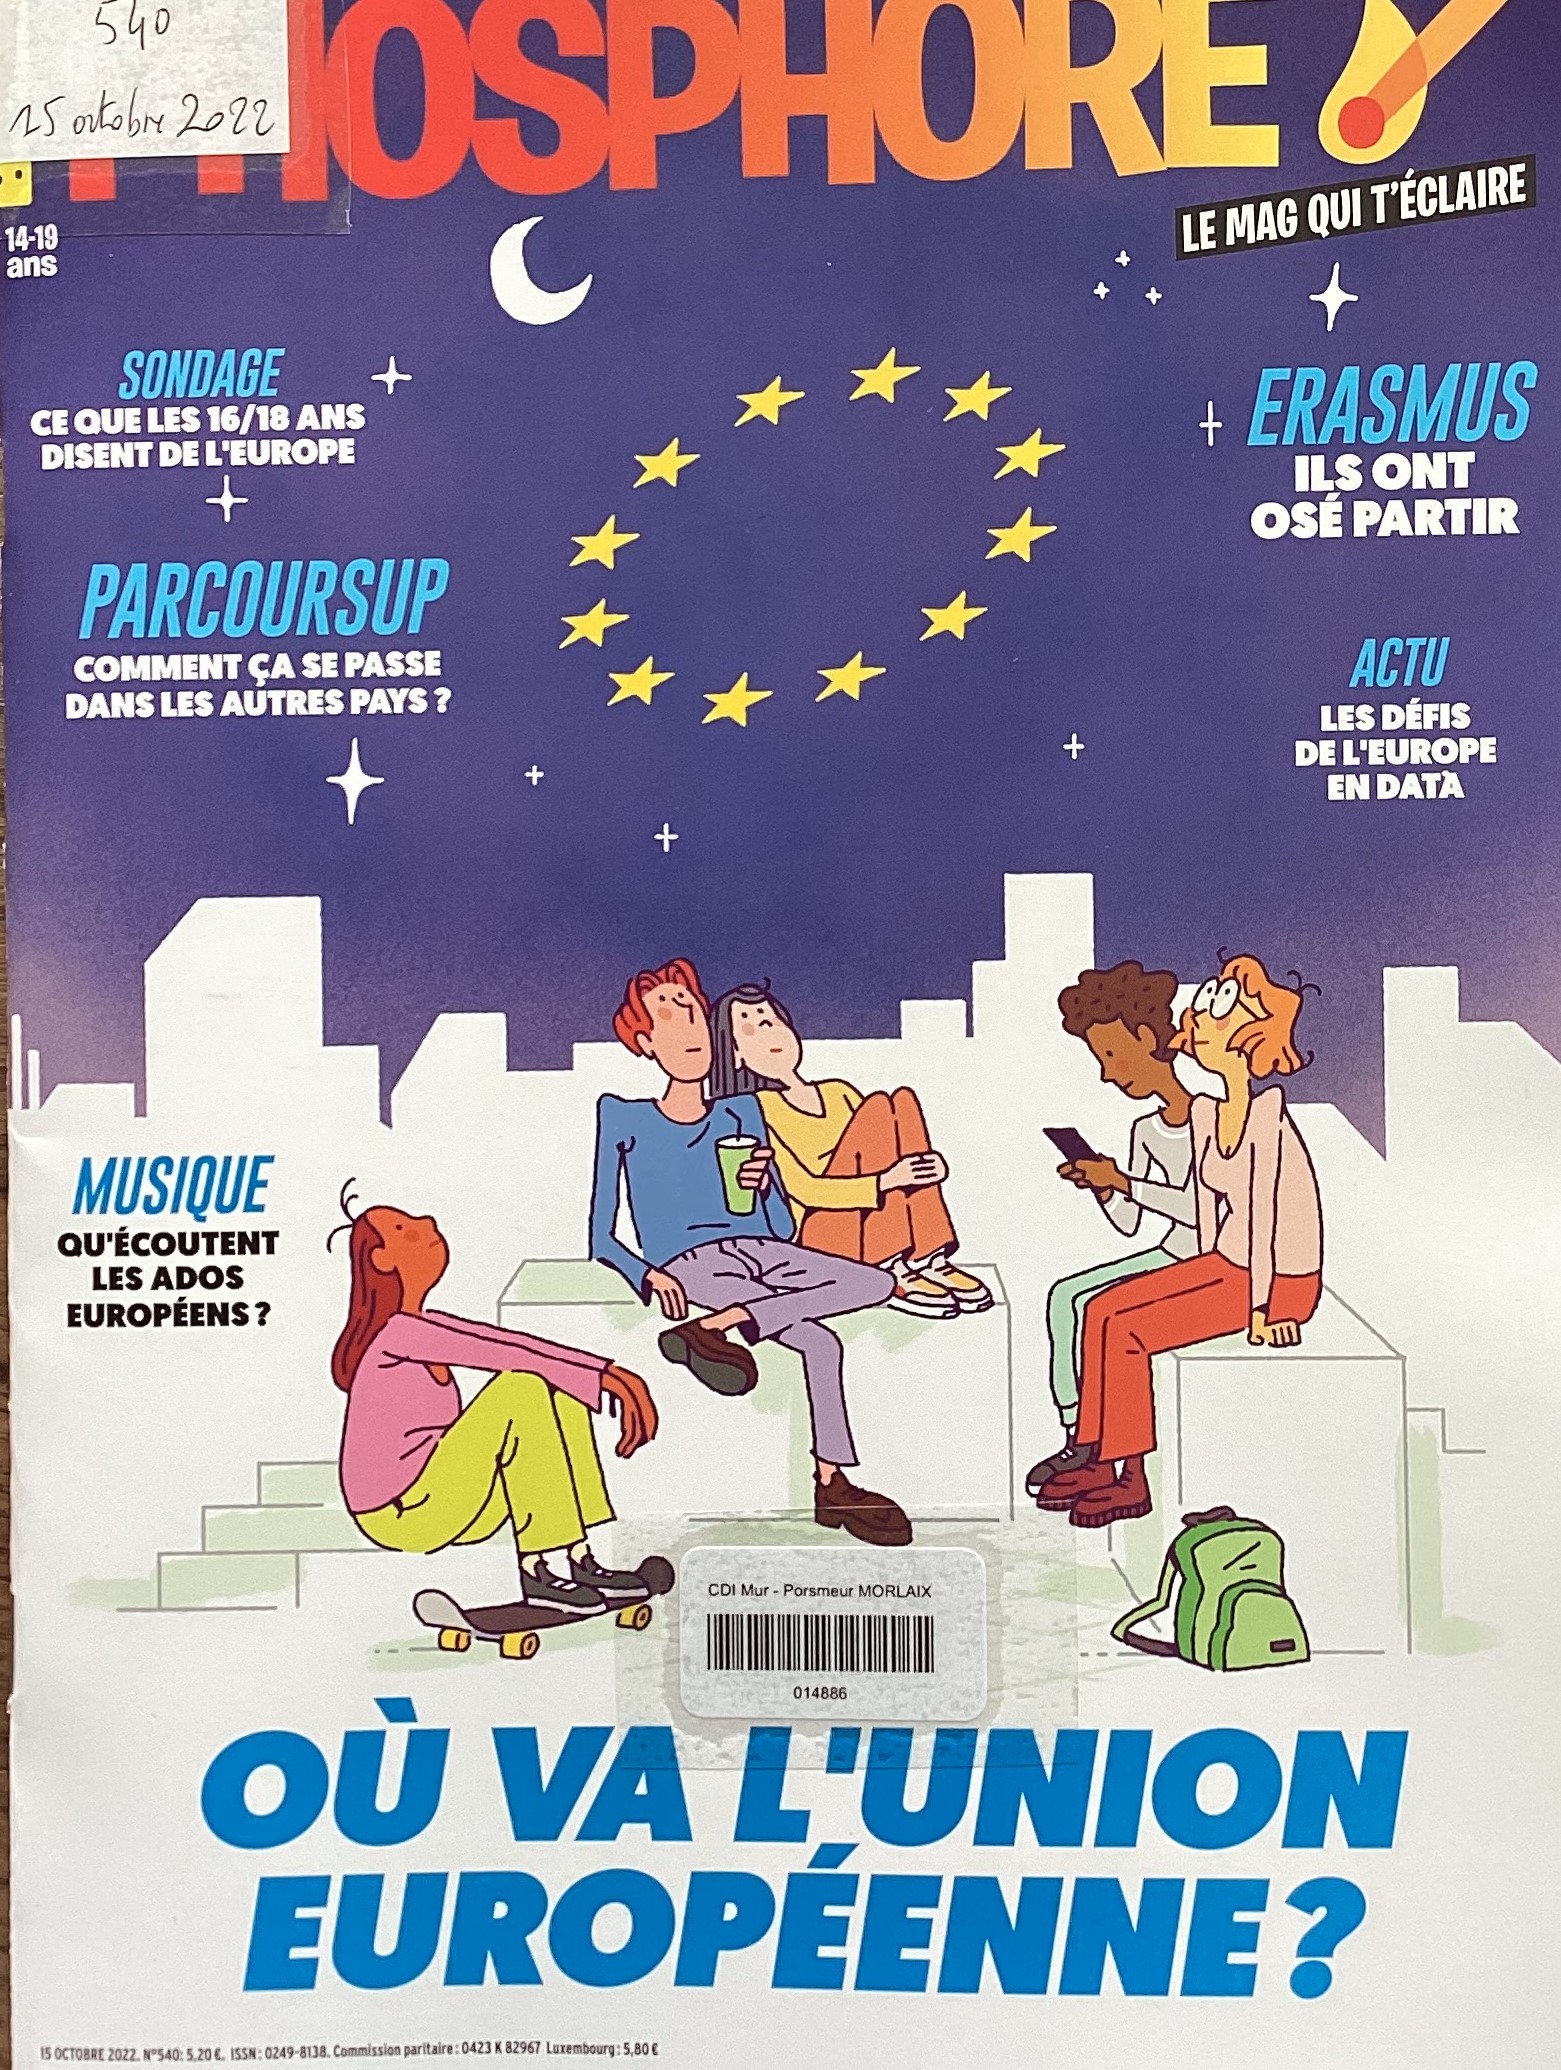 540
15 octobre 2022
PHOSPHORE
LE MAG QUI T'ÉCLAIRE
14-19
ans
SONDAGE
CE QUE LES 16/18 ANS
DISENT DE L'EUROPE
ERASMUS
ILS ONT
OSÉ PARTIR
PARCOURSUP
COMMENT ÇA SE PASSE
DANS LES AUTRES PAYS ?
ACTU
LES DÉFIS
DE L'EUROPE
EN DATA
MUSIQUE
QU'ÉCOUTENT
LES ADOS
EUROPÉENS ?
CDI Mur - Porsmeur MORLAIX
014886
OÙ VA L'UNION
EUROPÉENNE ?
15 OCTOBRE 2022. N°540: 5,20 €. ISSN : 0249-8138. Commission paritaire : 0423 K 82967 Luxembourg : 5,80 €